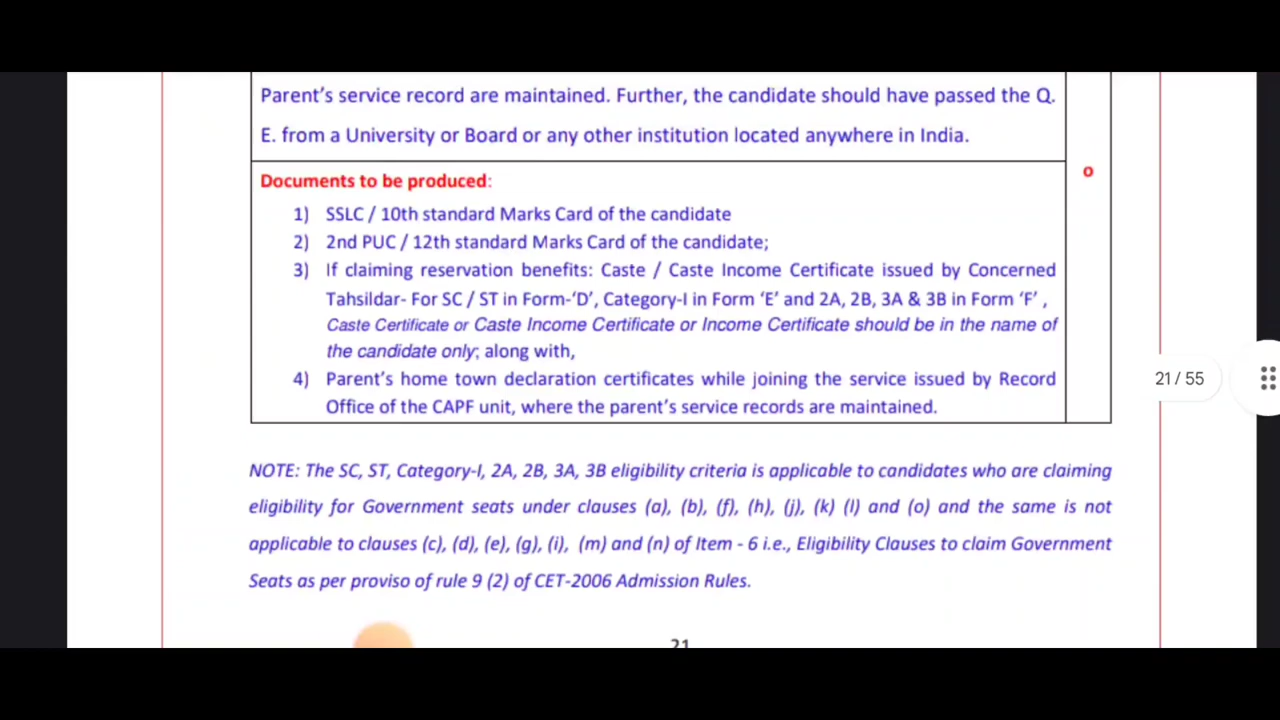 Parent's service record are maintained. Further, the candidate should have passed the Q.
E. from a University or Board or any other institution located anywhere in India.
o
Documents to be produced:
1) SSLC / 10th standard Marks Card of the candidate
2) 2nd PUC / 12th standard Marks Card of the candidate;
3) If claiming reservation benefits: Caste / Caste Income Certificate issued by Concerned
Tahsildar- For SC / ST in Form-'D', Category-I in Form 'E' and 2A, 2B, 3A & 3B in Form 'F' ,
Caste Certificate or Caste Income Certificate or Income Certificate should be in the name of
the candidate only; along with,
4) Parent's home town declaration certificates while joining the service issued by Record
Office of the CAPF unit, where the parent's service records are maintained.
21 / 55
NOTE: The SC, ST, Category-I, 2A, 2B, 3A, 3B eligibility criteria is applicable to candidates who are claiming
eligibility for Government seats under clauses (a), (b), (f), (h), (j), (k) (l) and (o) and the same is not
applicable to clauses (c), (d), (e), (g), (i), (m) and (n) of Item - 6 i.e., Eligibility Clauses to claim Government
Seats as per proviso of rule 9 (2) of CET-2006 Admission Rules.
21